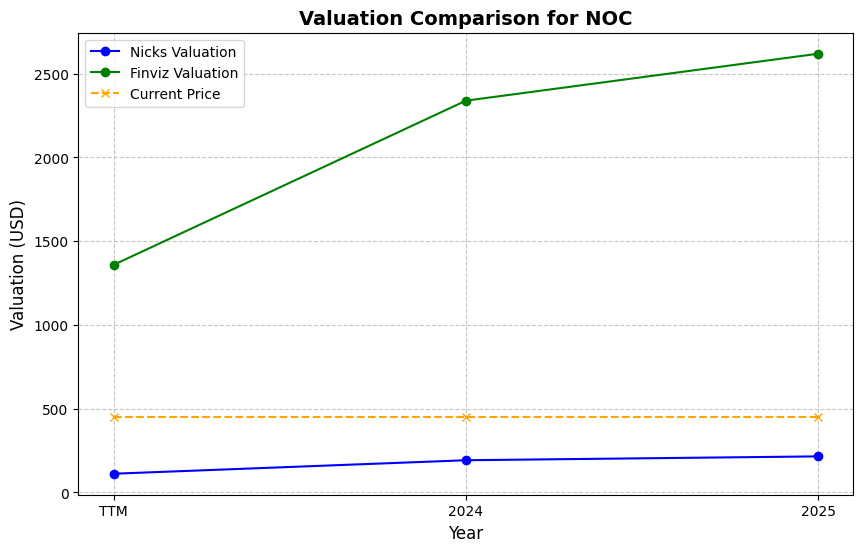 Valuation Comparison for NOC
Nicks Valuation
Finviz Valuation
Current Price
Valuation (USD)
2500
2000
1500
1000
500
0
TTM
2024
2025
Year